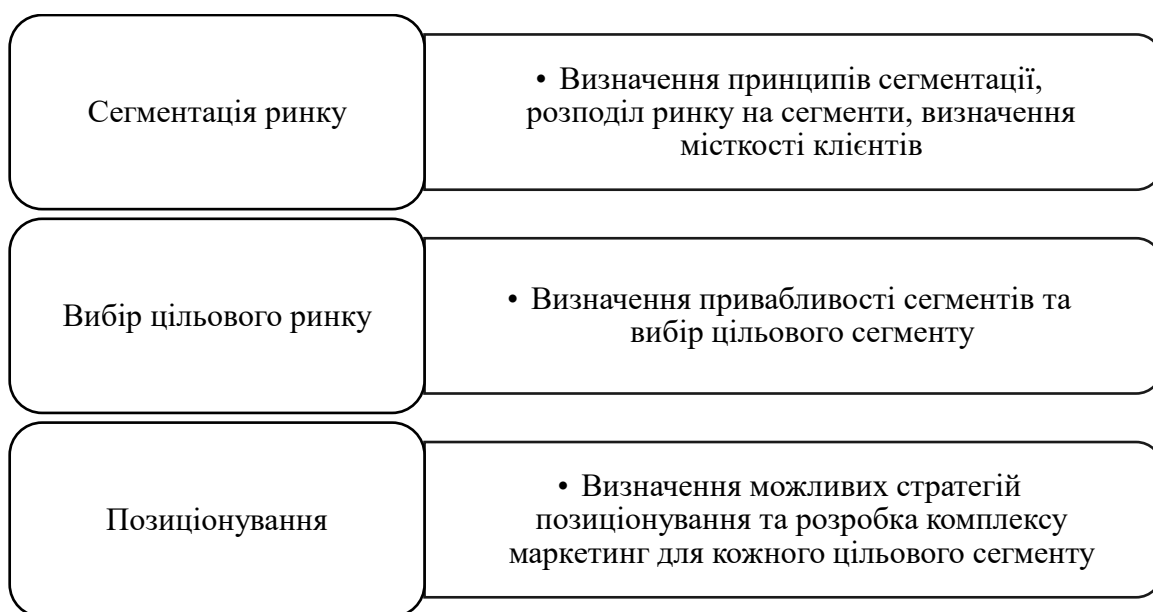 Сегментація ринку
• Визначення принципів сегментації,
розподіл ринку на сегменти, визначення
місткості клієнтів
Вибір цільового ринку
• Визначення привабливості сегментів та
вибір цільового сегменту
Позиціонування
• Визначення можливих стратегій
позиціонування та розробка комплексу
маркетинг для кожного цільового сегменту